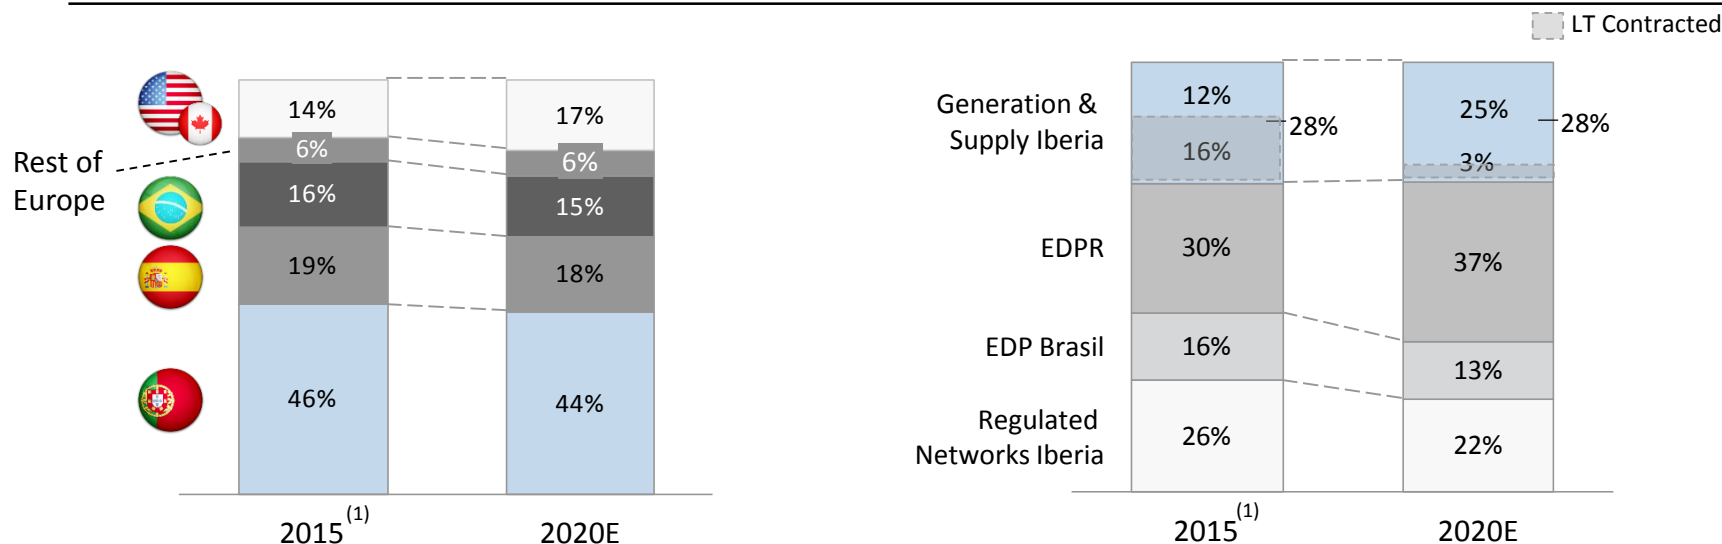 LT Contracted
14%
17%
6%
6%
Rest of
Europe
16%
15%
19%
18%
46%
44%
2015(1)
2020E
Generation &
Supply Iberia
12%
28%
16%
25%
28%
3%
EDPR
30%
37%
EDP Brasil
16%
13%
Regulated
Networks Iberia
26%
22%
2015(1)
2020E